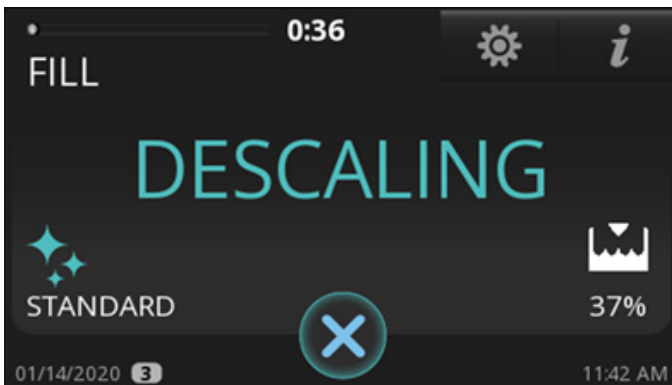 0:36
i
FILL
DESCALING
STANDARD
37%
01/14/2020 3
11:42 AM